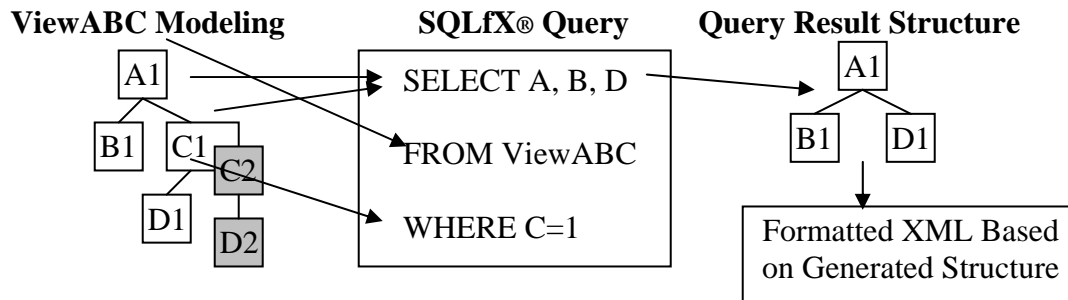 ViewABC Modeling
SQLfX® Query
Query Result Structure
A1
B1
C1
C2
D1
D2
SELECT A, B, D
FROM ViewABC
WHERE C=1
A1
B1
D1
Formatted XML Based
on Generated Structure